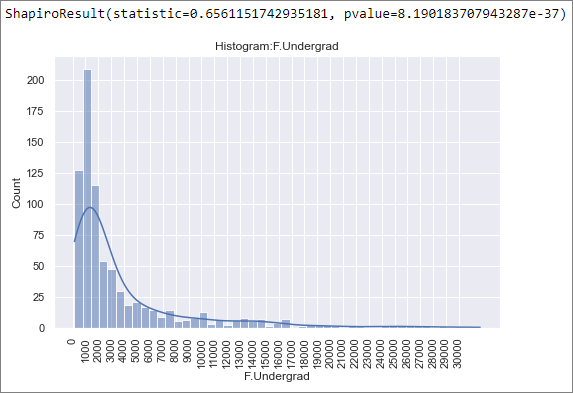 ShapiroResult(statistic=0.6561151742935181, pvalue=8.190183707943287e-37)
Histogram:F.Undergrad
200
175
150
125
100
75
50
25
0
Count
0 1000 2000 3000 4000 5000 6000 7000 8000 9000 10000 11000 12000 13000 14000 15000 16000 17000 18000 19000 20000 21000 22000 23000 24000 25000 26000 27000 28000 29000 30000
F.Undergrad